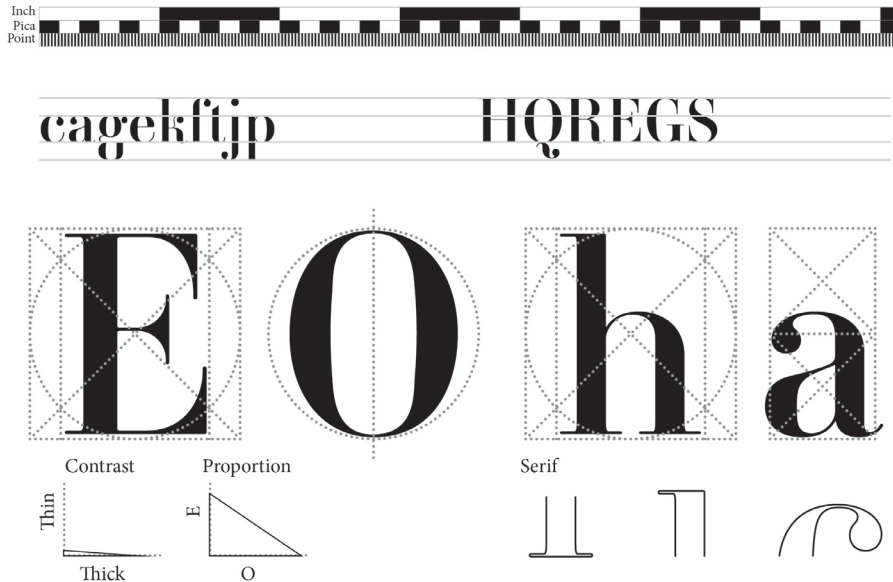 Inch
Pica
Point
cagekftjp HQREGS
E O h a
Contrast Proportion Serif
Thin E
Thick O